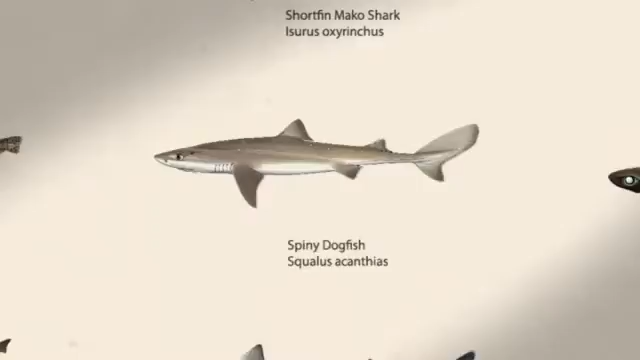 Shortfin Mako Shark
Isurus oxyrinchus
Spiny Dogfish
Squalus acanthias